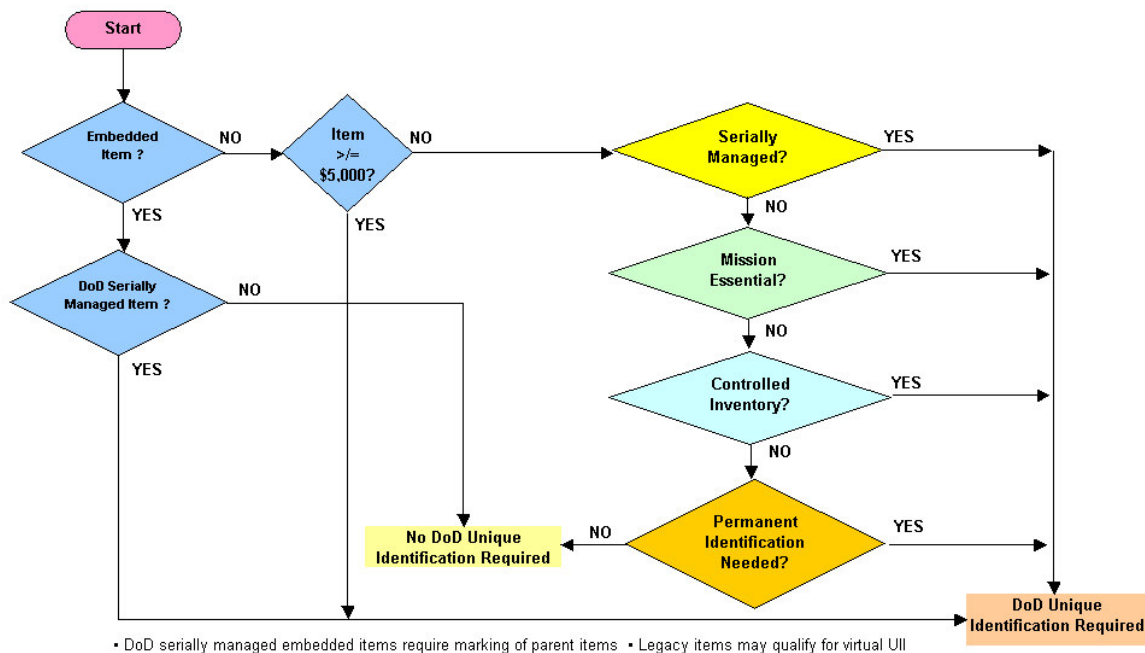 Start
Embedded
Item ?
NO
Item
>/=
$5,000?
NO
Serially
Managed?
YES
YES
YES
NO
DoD Serially
Managed Item ?
NO
Mission
Essential?
YES
YES
NO
Controlled
Inventory?
YES
NO
No DoD Unique
Identification Required
NO
Permanent
Identification
Needed?
YES
DoD Unique
Identification Required
• DoD serially managed embedded items require marking of parent items • Legacy items may qualify for virtual UII